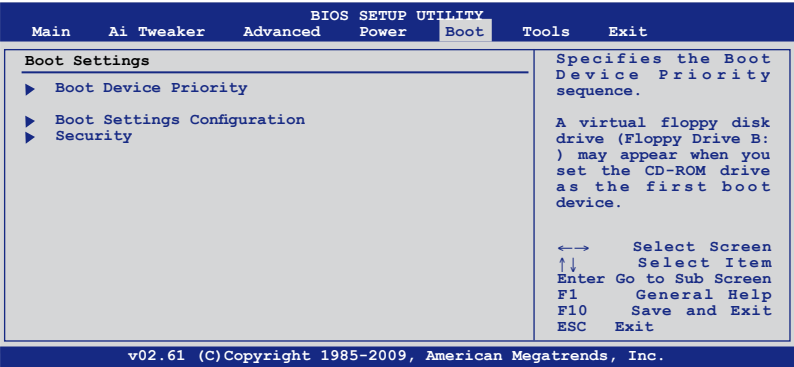 BIOS SETUP UTILITY
Main Ai Tweaker Advanced Power Boot Tools Exit
Boot Settings
Boot Device Priority
Boot Settings Configuration
Security
Specifies the Boot
Device Priority
sequence.
A virtual floppy disk
drive (Floppy Drive B:
) may appear when you
set the CD-ROM drive
as the first boot
device.
←→ Select Screen
↑↓ Select Item
Enter Go to Sub Screen
F1 General Help
F10 Save and Exit
ESC Exit
v02.61 (C)Copyright 1985-2009, American Megatrends, Inc.